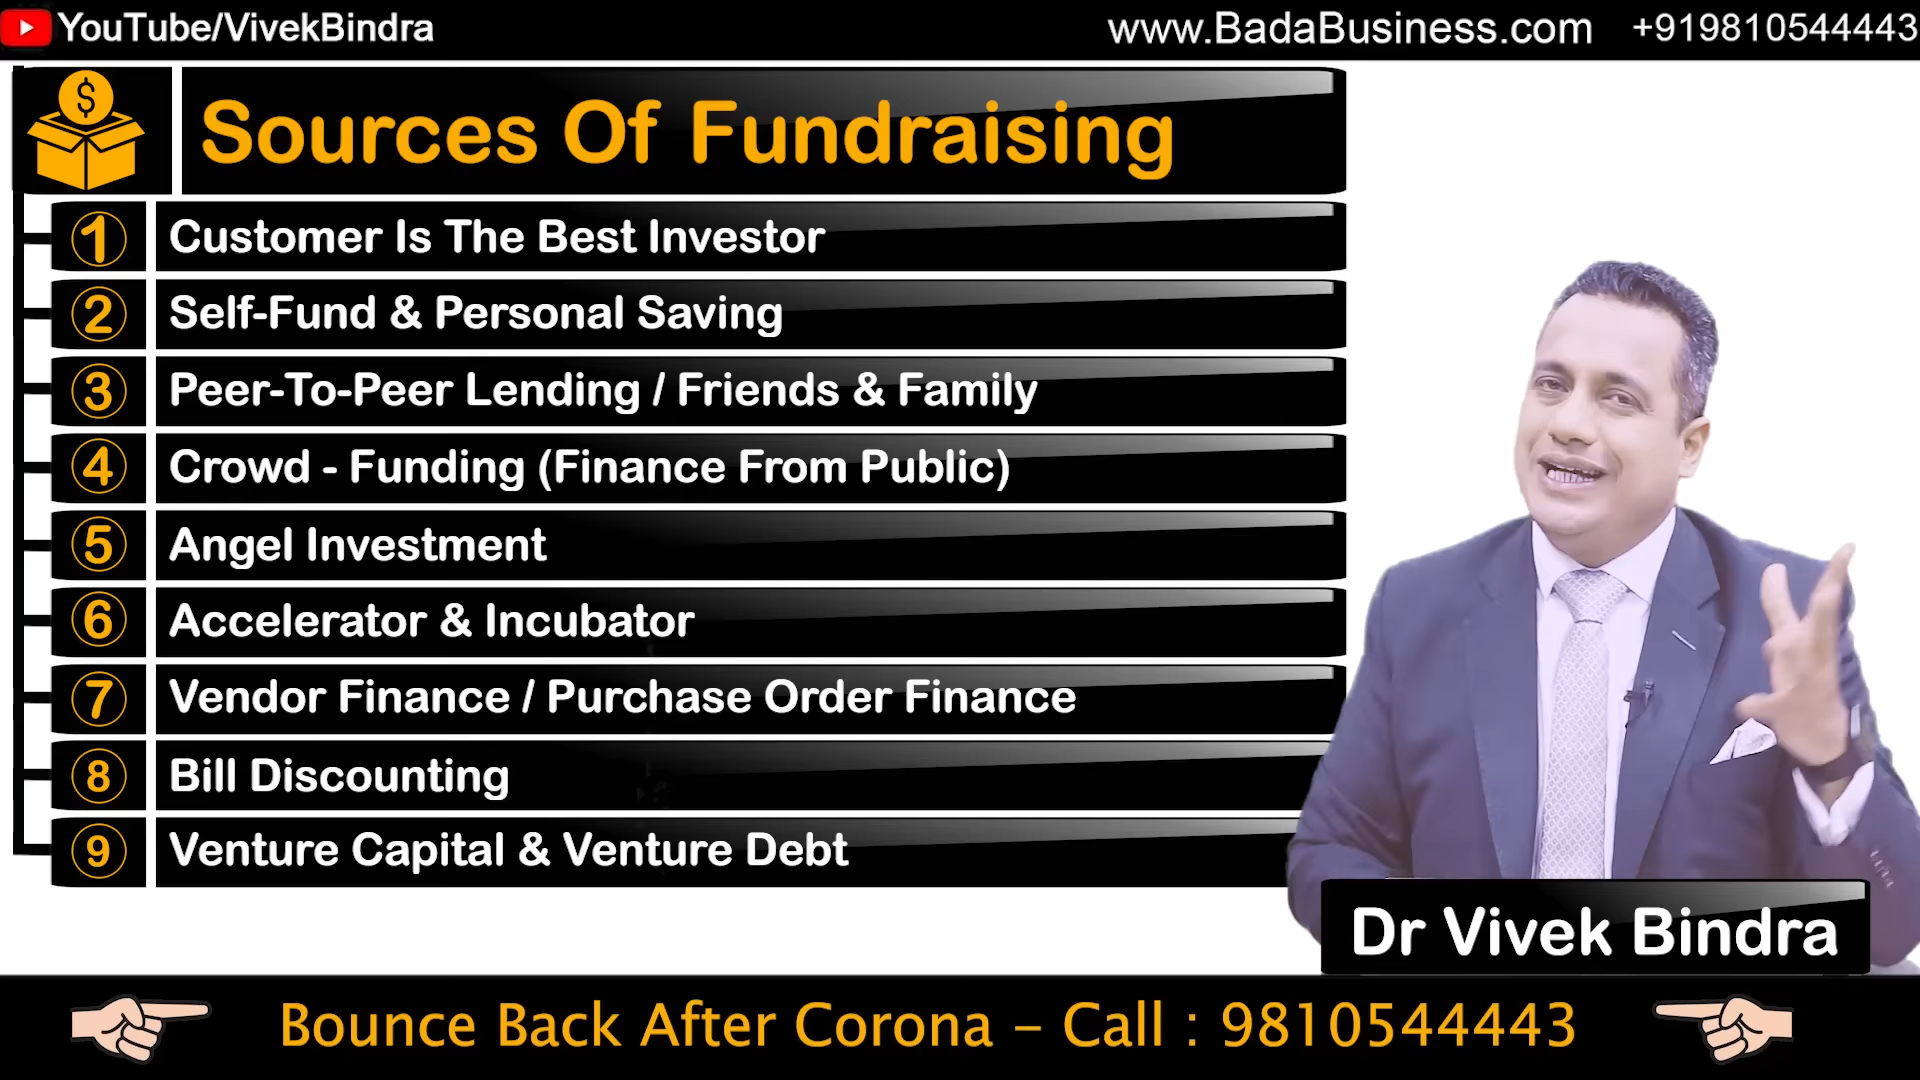 YouTube/VivekBindra
www.BadaBusiness.com +919810544443
$
Sources Of Fundraising
1 Customer Is The Best Investor
2 Self-Fund & Personal Saving
3 Peer-To-Peer Lending / Friends & Family
4 Crowd - Funding (Finance From Public)
5 Angel Investment
6 Accelerator & Incubator
7 Vendor Finance / Purchase Order Finance
8 Bill Discounting
9 Venture Capital & Venture Debt
Dr Vivek Bindra
Bounce Back After Corona – Call : 9810544443